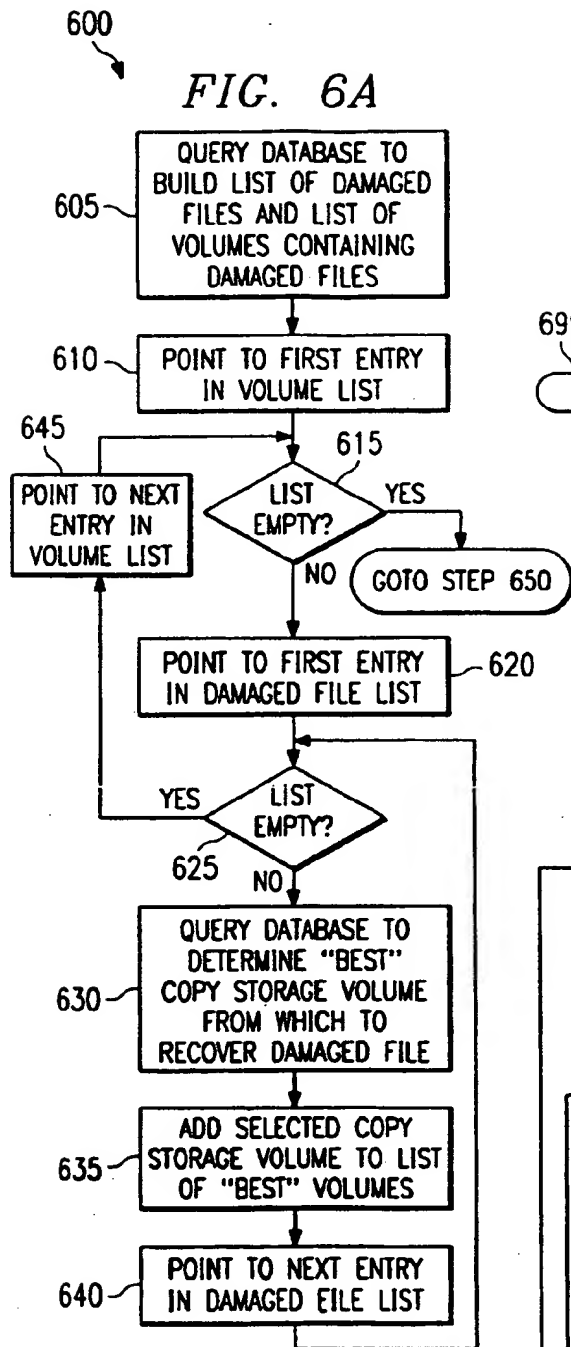 600
FIG. 6A
605
QUERY DATABASE TO
BUILD LIST OF DAMAGED
FILES AND LIST OF
VOLUMES CONTAINING
DAMAGED FILES
610
POINT TO FIRST ENTRY
IN VOLUME LIST
69
645
POINT TO NEXT
ENTRY IN
VOLUME LIST
615
LIST
EMPTY?
YES
NO
GOTO STEP 650
POINT TO FIRST ENTRY
IN DAMAGED FILE LIST
620
YES
LIST
EMPTY?
625
NO
630
QUERY DATABASE TO
DETERMINE "BEST"
COPY STORAGE VOLUME
FROM WHICH TO
RECOVER DAMAGED FILE
635
ADD SELECTED COPY
STORAGE VOLUME TO LIST
OF "BEST" VOLUMES
640
POINT TO NEXT ENTRY
IN DAMAGED EILE LIST